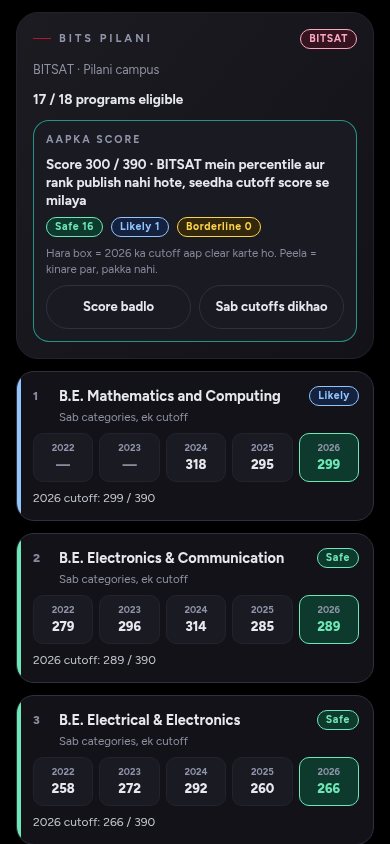 BITS PILANI
BITSAT
BITSAT · Pilani campus
17 / 18 programs eligible
AAPKA SCORE
Score 300 / 390 · BITSAT mein percentile aur
rank publish nahi hote, seedha cutoff score se
milaya
Safe 16 Likely 1 Borderline 0
Hara box = 2026 ka cutoff aap clear karte ho. Peela =
kinare par, pakka nahi.
Score badlo Sab cutoffs dikhao
1 B.E. Mathematics and Computing Likely
Sab categories, ek cutoff
2022 2023 2024 2025 2026
— — 318 295 299
2026 cutoff: 299 / 390
2 B.E. Electronics & Communication Safe
Sab categories, ek cutoff
2022 2023 2024 2025 2026
279 296 314 285 289
2026 cutoff: 289 / 390
3 B.E. Electrical & Electronics Safe
Sab categories, ek cutoff
2022 2023 2024 2025 2026
258 272 292 260 266
2026 cutoff: 266 / 390